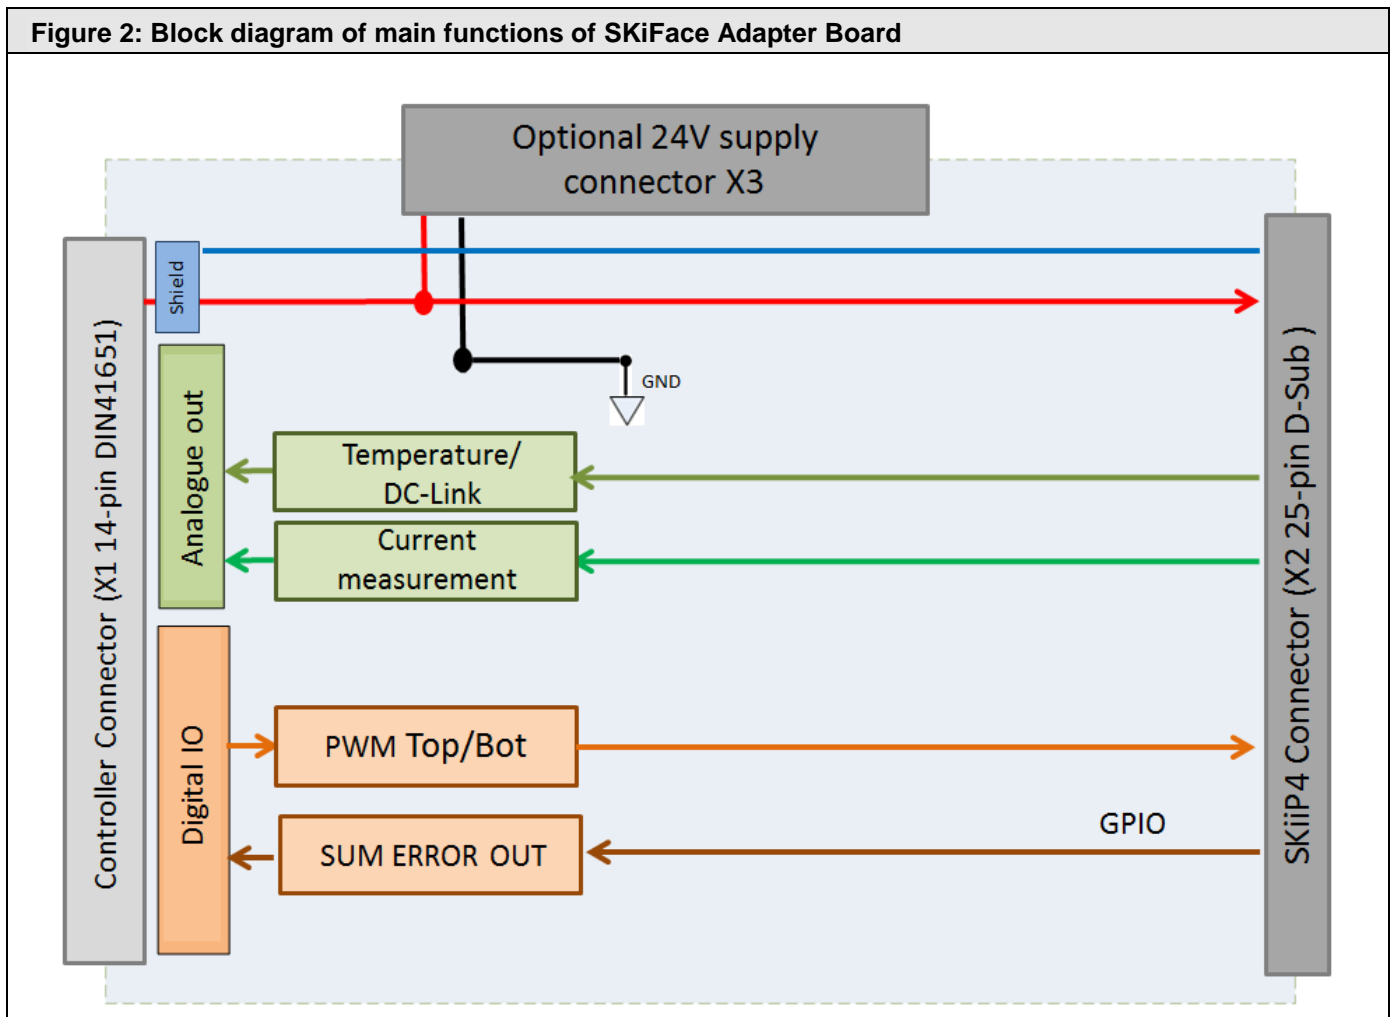 Figure 2: Block diagram of main functions of SKiFace Adapter Board
Optional 24V supply
connector X3
Controller Connector (X1 14-pin DIN41651)
Shield
GND
Analogue out
Temperature/
DC-Link
Current
measurement
Digital IO
PWM Top/Bot
SUM ERROR OUT
GPIO
SKiiP4 Connector (X2 25-pin D-Sub )